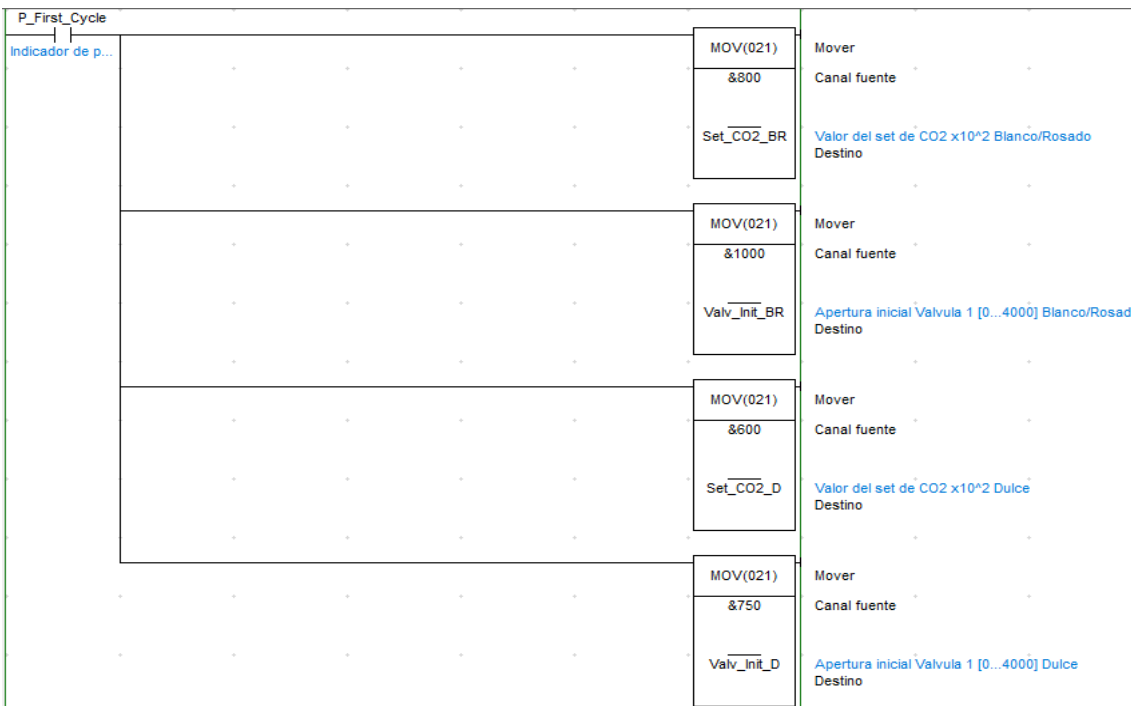 P_First_Cycle
Indicador de p...
MOV(021)
Mover
&800
Canal fuente
Set_CO2_BR
Valor del set de CO2 x10^2 Blanco/Rosado
Destino
MOV(021)
Mover
&1000
Canal fuente
Valv_Init_BR
Apertura inicial Valvula 1 [0...4000] Blanco/Rosad
Destino
MOV(021)
Mover
&600
Canal fuente
Set_CO2_D
Valor del set de CO2 x10^2 Dulce
Destino
MOV(021)
Mover
&750
Canal fuente
Valv_Init_D
Apertura inicial Valvula 1 [0...4000] Dulce
Destino